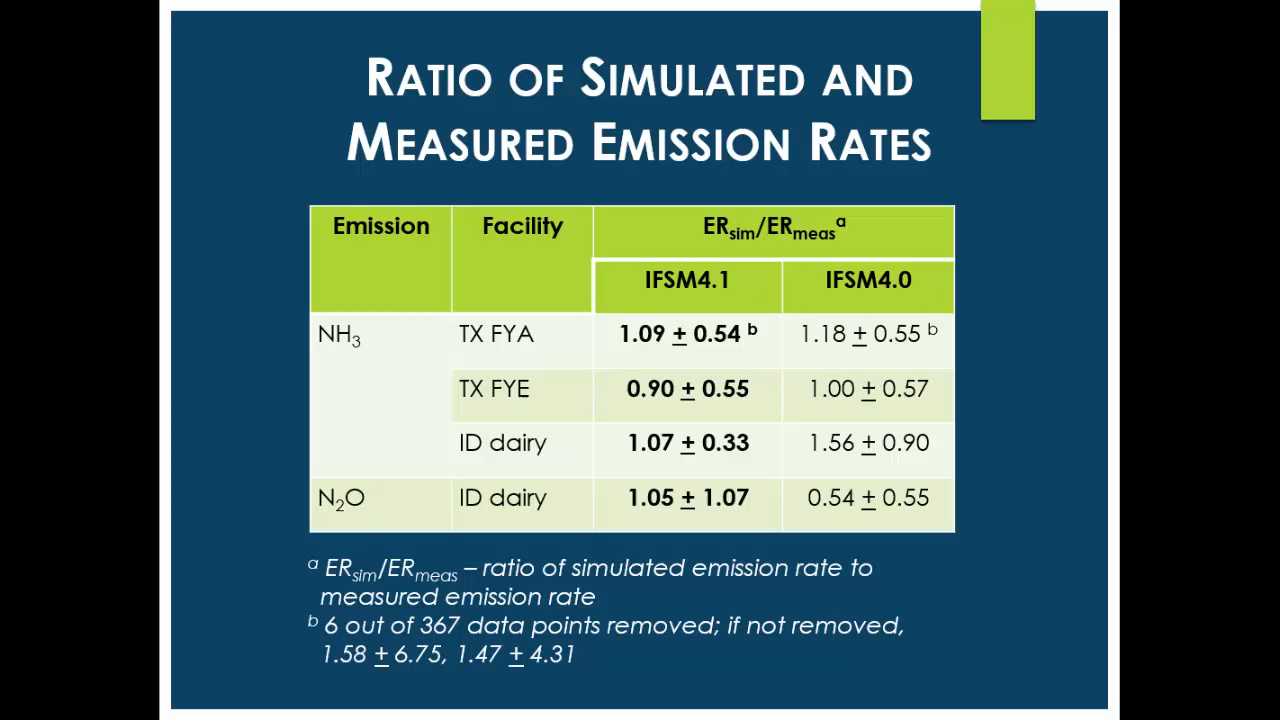 RATIO OF SIMULATED AND
MEASURED EMISSION RATES
Emission Facility ERsim/ERmeas a
IFSM4.1 IFSM4.0
NH3 TX FYA 1.09 ± 0.54 b 1.18 ± 0.55 b
TX FYE 0.90 ± 0.55 1.00 ± 0.57
ID dairy 1.07 ± 0.33 1.56 ± 0.90
N2O ID dairy 1.05 ± 1.07 0.54 ± 0.55
a ERsim/ERmeas – ratio of simulated emission rate to
measured emission rate
b 6 out of 367 data points removed; if not removed,
1.58 ± 6.75, 1.47 ± 4.31